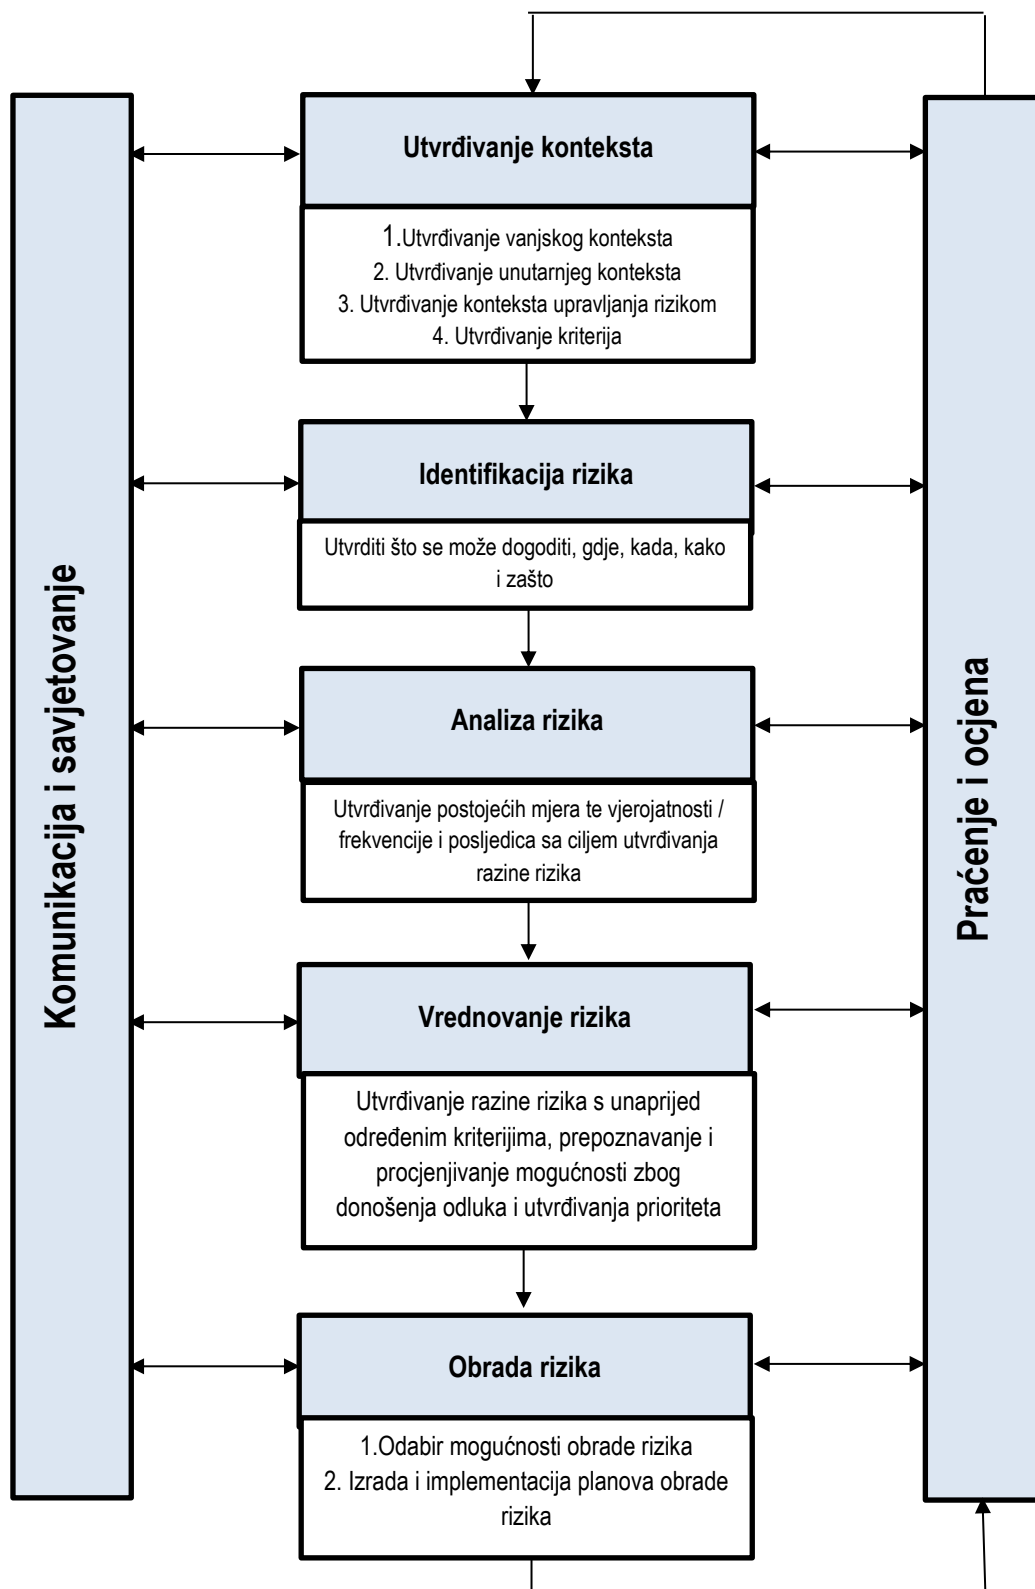 Komunikacija i savjetovanje
Utvrđivanje konteksta
1.Utvrđivanje vanjskog konteksta
2. Utvrđivanje unutarnjeg konteksta
3. Utvrđivanje konteksta upravljanja rizikom
4. Utvrđivanje kriterija
Identifikacija rizika
Utvrditi što se može dogoditi, gdje, kada, kako
i zašto
Analiza rizika
Utvrđivanje postojećih mjera te vjerojatnosti /
frekvencije i posljedica sa ciljem utvrđivanja
razine rizika
Vrednovanje rizika
Utvrđivanje razine rizika s unaprijed
određenim kriterijima, prepoznavanje i
procjenjivanje mogućnosti zbog
donošenja odluka i utvrđivanja prioriteta
Obrada rizika
1.Odabir mogućnosti obrade rizika
2. Izrada i implementacija planova obrade
rizika
Praćenje i ocjena